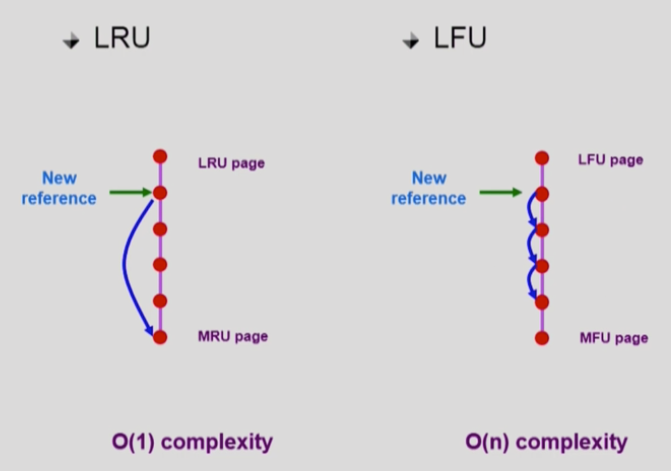 LRU
LFU
LRU page
New
reference
MRU page
O(1) complexity
LFU page
New
reference
MFU page
O(n) complexity